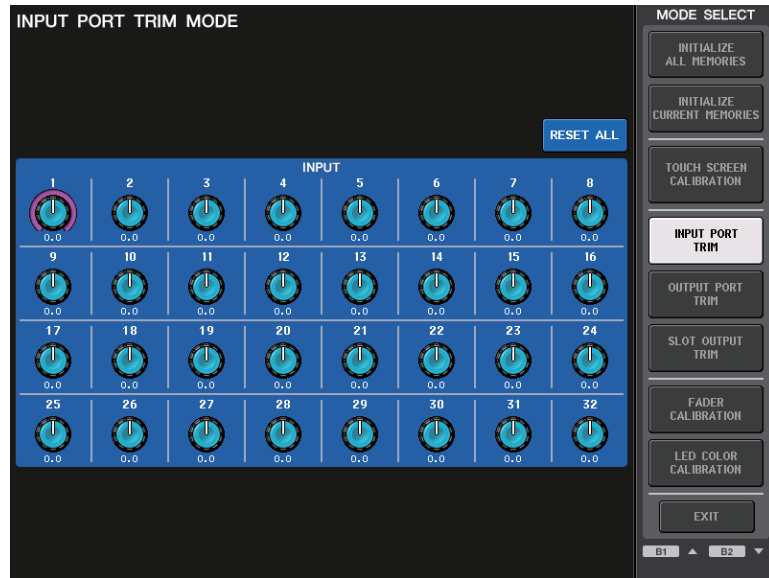 INPUT PORT TRIM MODE
RESET ALL
INPUT
1 2 3 4 5 6 7 8
0.0 0.0 0.0 0.0 0.0 0.0 0.0 0.0
9 10 11 12 13 14 15 16
0.0 0.0 0.0 0.0 0.0 0.0 0.0 0.0
17 18 19 20 21 22 23 24
0.0 0.0 0.0 0.0 0.0 0.0 0.0 0.0
25 26 27 28 29 30 31 32
0.0 0.0 0.0 0.0 0.0 0.0 0.0 0.0
MODE SELECT
INITIALIZE
ALL MEMORIES
INITIALIZE
CURRENT MEMORIES
TOUCH SCREEN
CALIBRATION
INPUT PORT
TRIM
OUTPUT PORT
TRIM
SLOT OUTPUT
TRIM
FADER
CALIBRATION
LED COLOR
CALIBRATION
EXIT
B1 ▲ B2 ▼